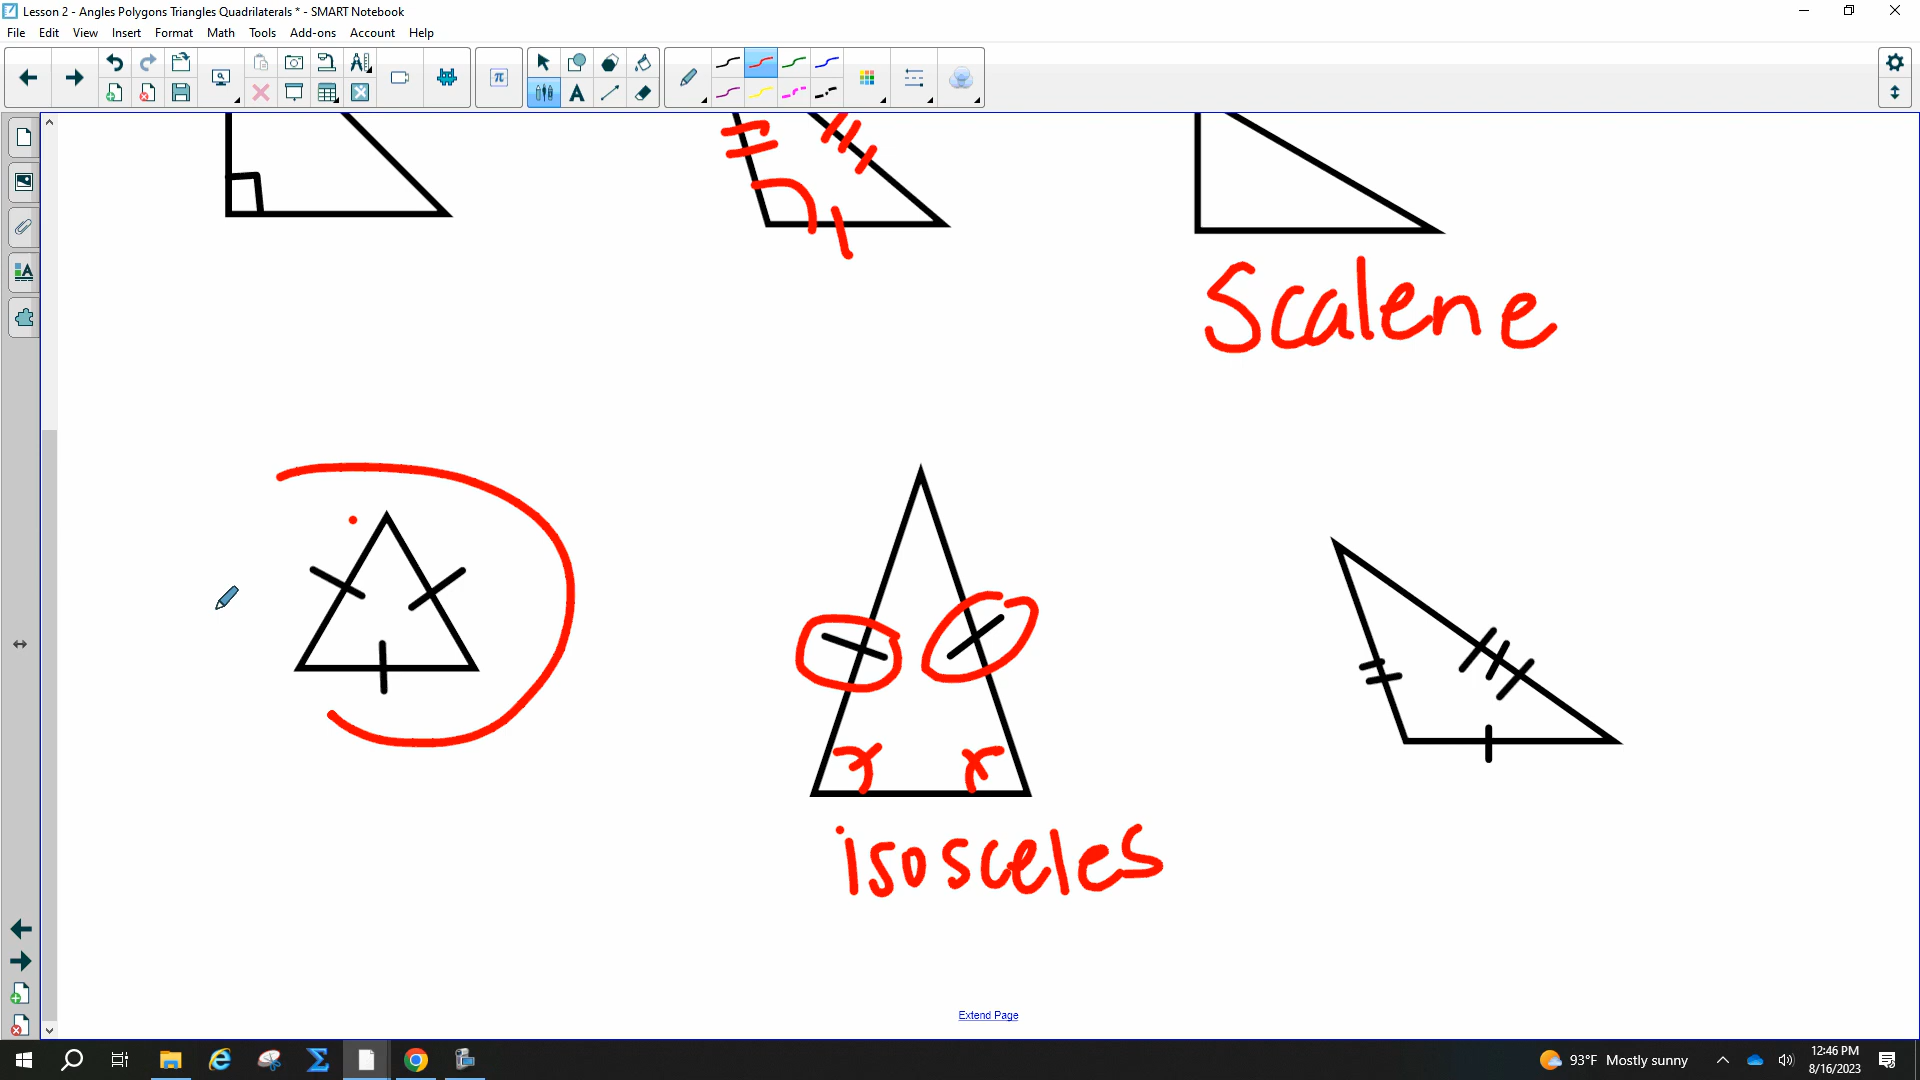 Lesson 2 - Angles Polygons Triangles Quadrilaterals * - SMART Notebook
File Edit View Insert Format Math Tools Add-ons Account Help
Scalene
isosceles
Extend Page
93°F Mostly sunny
12:46 PM
8/16/2023